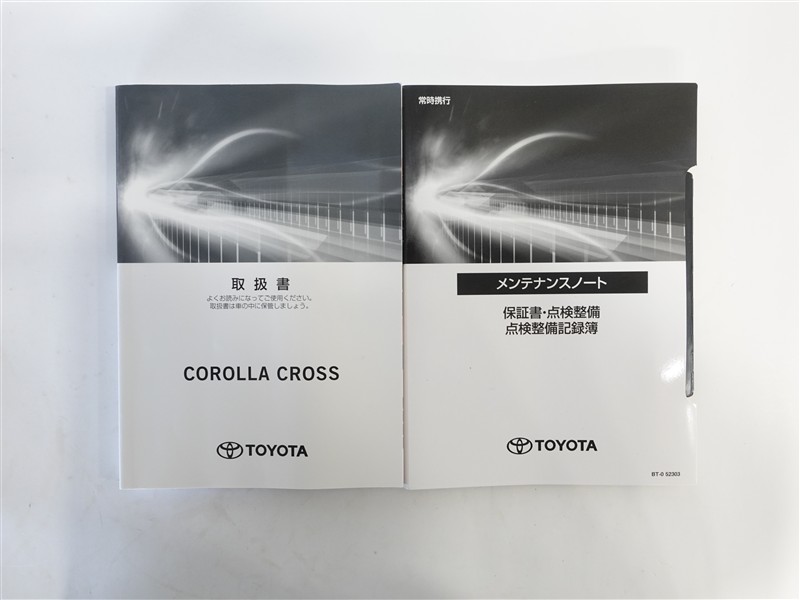 取扱書
よくお読みになってご使用ください。
取扱書は車の中に保管しましょう。
COROLLA CROSS
TOYOTA
常時携行
メンテナンスノート
保証書・点検整備
点検整備記録簿
TOYOTA
BT-0 52303